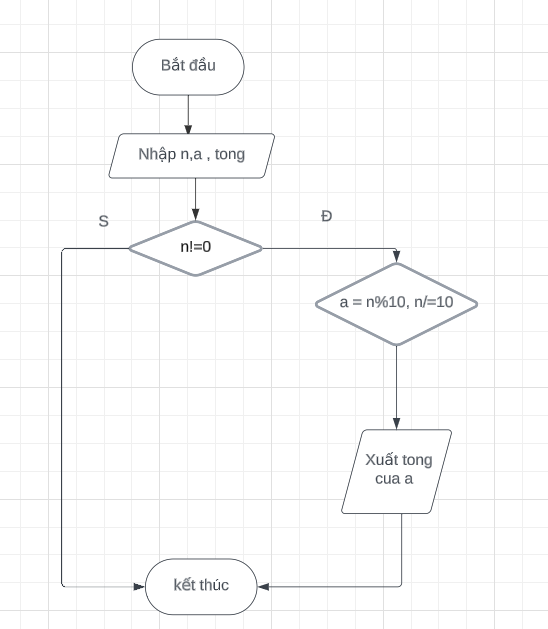 Bắt đầu
Nhập n,a , tong
S
Đ
n!=0
a = n%10, n/=10
Xuất tong
cua a
kết thúc